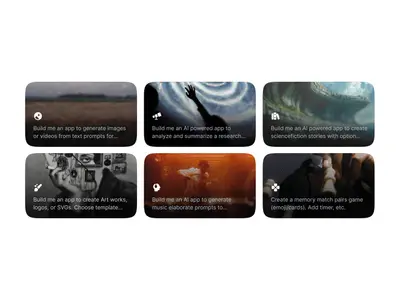 Build me an app to generate images
or videos from text prompts for...
Build me an AI powered app to
analyze and summarize a research...
Build me an AI powered app to create
sciencefiction stories with option...
Build me an app to create Art works,
logos, or SVGs. Choose template...
Build me an AI app to generate
music elaborate prompts to...
Create a memory match pairs game
(emoji/cards). Add timer, etc.